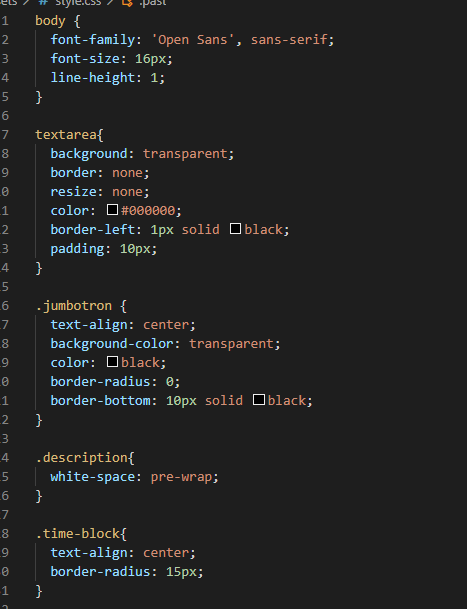 sets > # style.css > .past
1 body {
2 font-family: 'Open Sans', sans-serif;
3 font-size: 16px;
4 line-height: 1;
5 }
6
7 textarea{
8 background: transparent;
9 border: none;
0 resize: none;
1 color: #000000;
2 border-left: 1px solid black;
3 padding: 10px;
4 }
5
6 .jumbotron {
7 text-align: center;
8 background-color: transparent;
9 color: black;
0 border-radius: 0;
1 border-bottom: 10px solid black;
2 }
3
4 .description{
5 white-space: pre-wrap;
6 }
7
8 .time-block{
9 text-align: center;
0 border-radius: 15px;
1 }